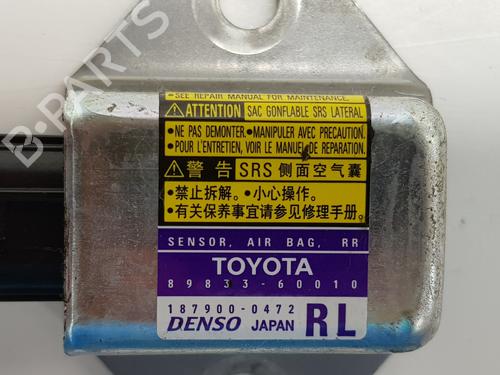 • SEE REPAIR MANUAL FOR MAINTENANCE.
ATTENTION SAC GONFLABLE SRS LATERAL
• NE PAS DEMONTER. • MANIPULER AVEC PRECAUTION.
• POUR L'ENTRETIEN, VOIR LE MANUEL DE REPARATION.
警告 SRS 侧面空气囊
• 禁止拆解。 • 小心操作。
• 有关保养事宜请参见修理手册。
SENSOR, AIR BAG, RR
TOYOTA
89833-60010
187900-0472
DENSO JAPAN RL
B-PARTS